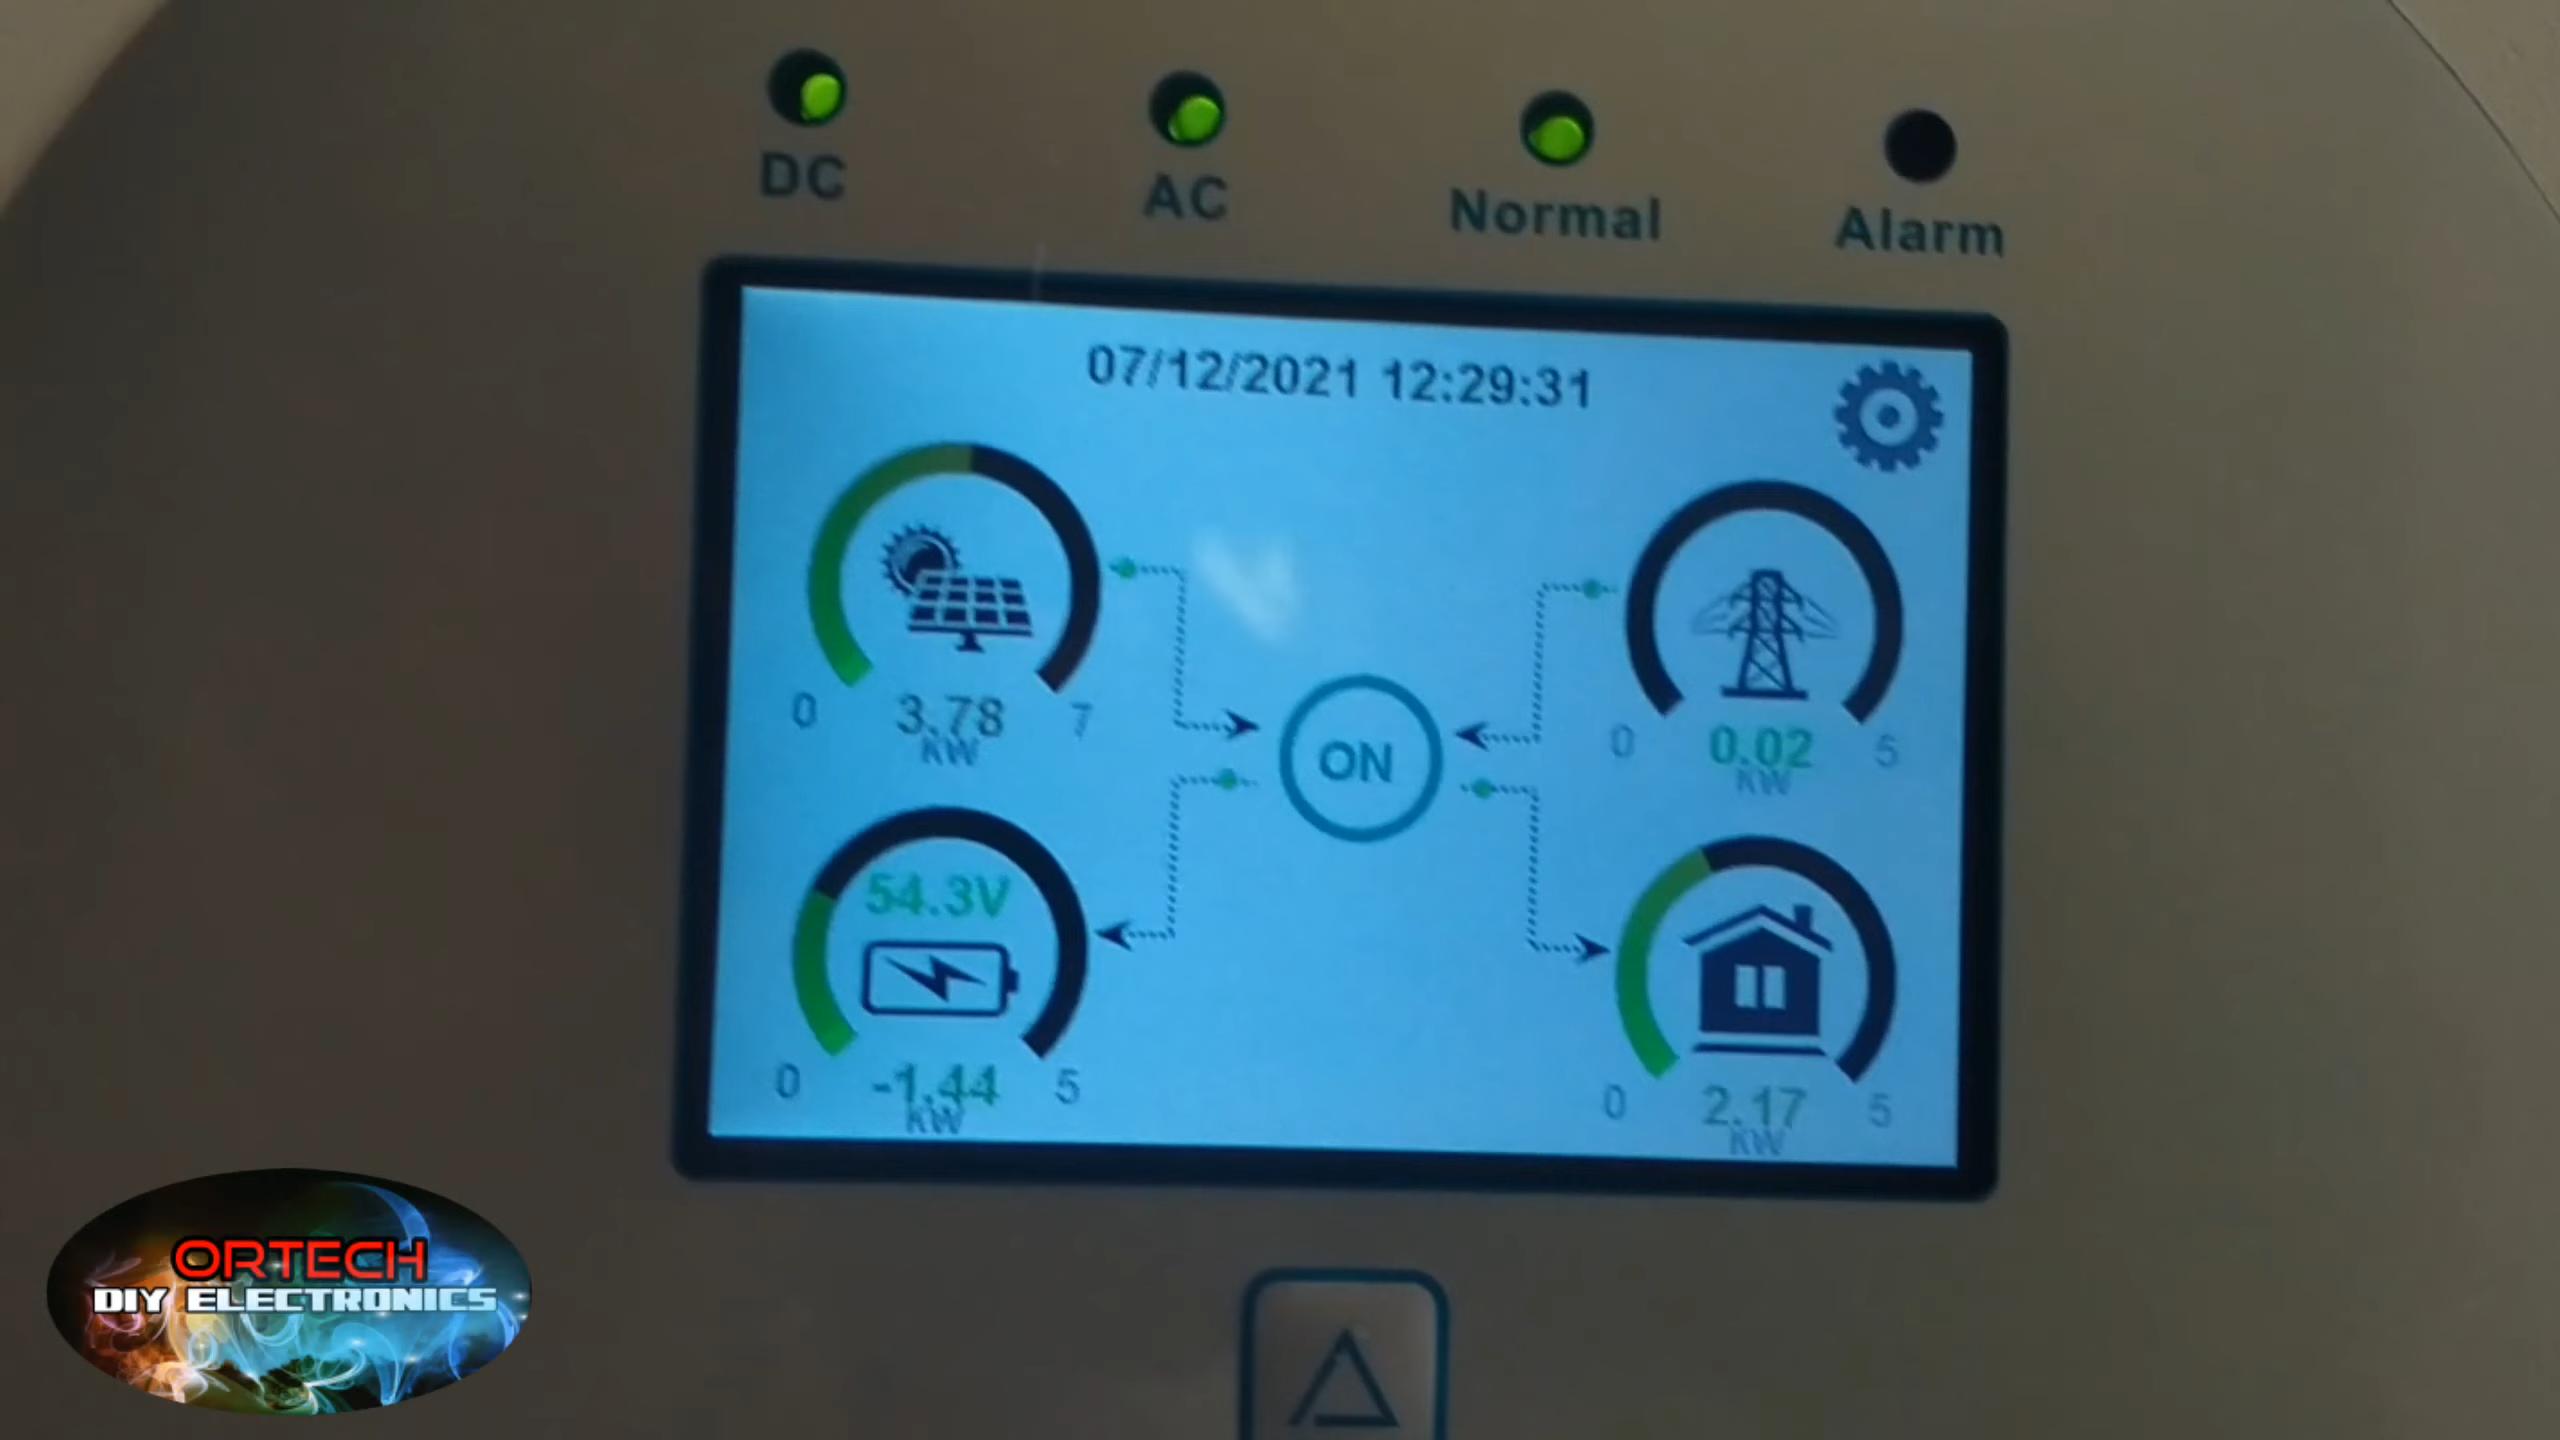 DC
AC
Normal
Alarm
07/12/2021 12:29:31
0
3.78
7
KW
0
0.02
5
KW
ON
54.3V
0
-1.44
5
KW
0
2.17
5
KW
ORTECH
DIY ELECTRONICS